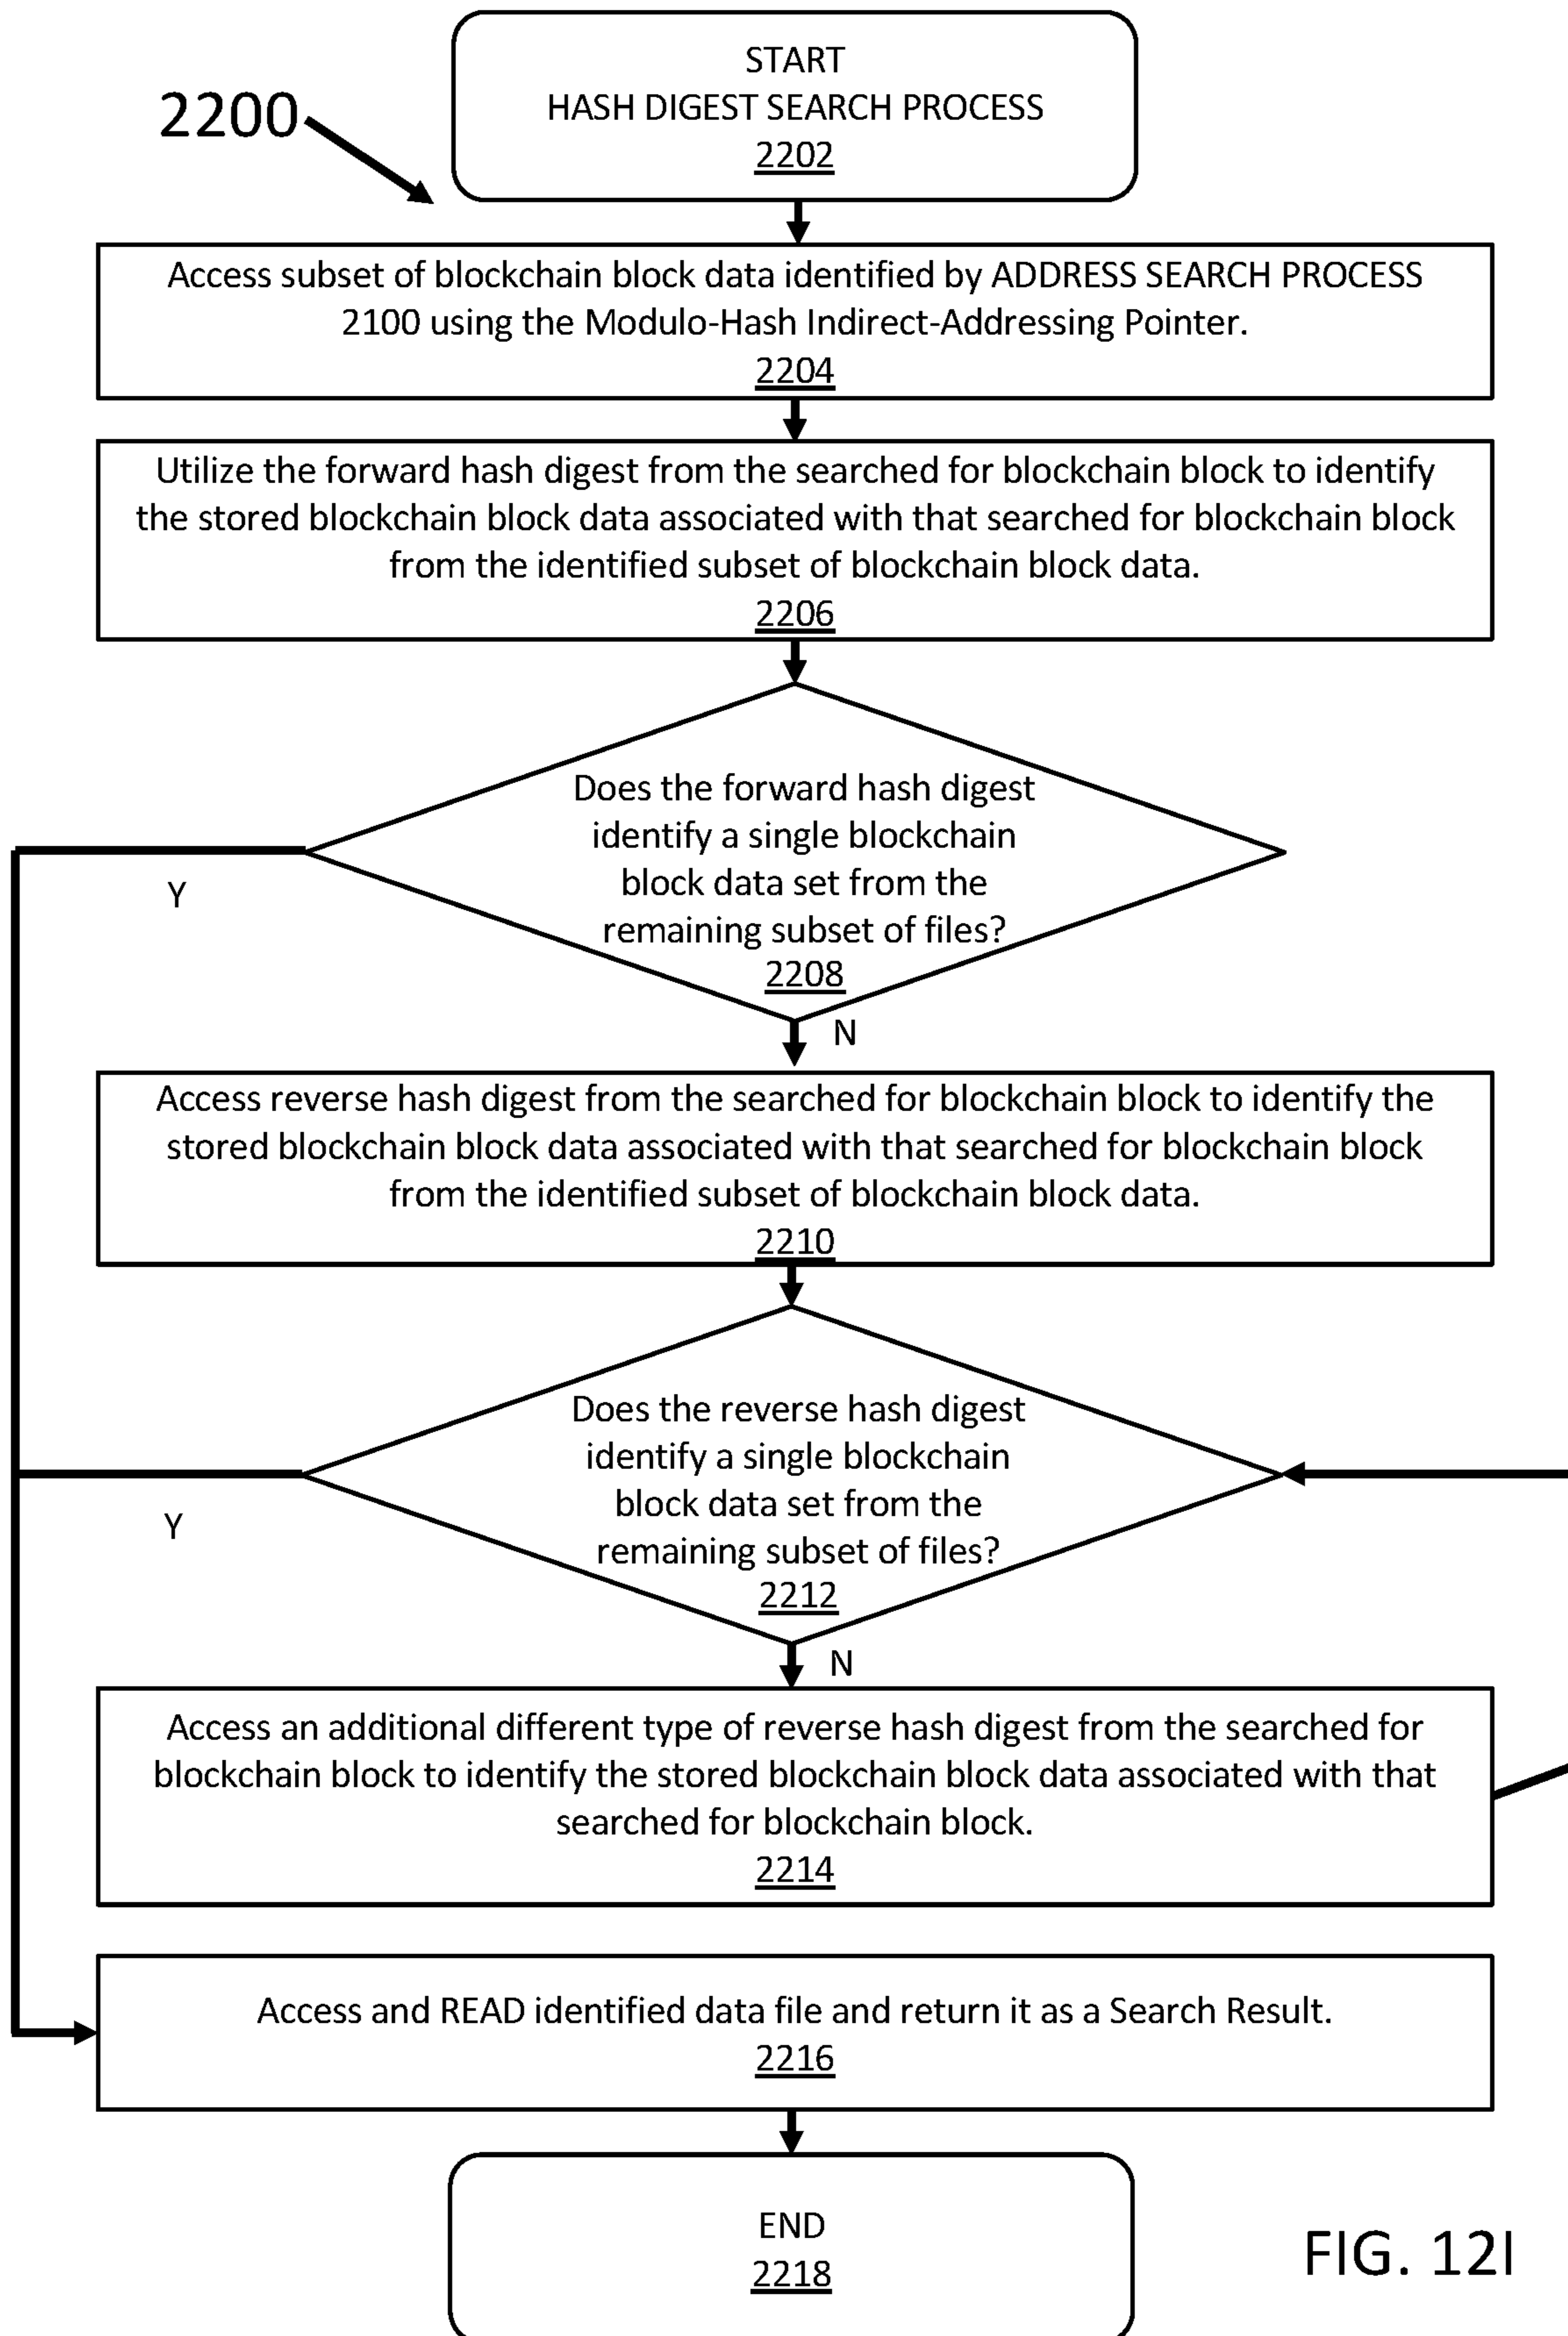 START
HASH DIGEST SEARCH PROCESS
2202
2200
Access subset of blockchain block data identified by ADDRESS SEARCH PROCESS
2100 using the Modulo-Hash Indirect-Addressing Pointer.
2204
Utilize the forward hash digest from the searched for blockchain block to identify
the stored blockchain block data associated with that searched for blockchain block
from the identified subset of blockchain block data.
2206
Does the forward hash digest
identify a single blockchain
block data set from the
remaining subset of files?
2208
Y
N
Access reverse hash digest from the searched for blockchain block to identify the
stored blockchain block data associated with that searched for blockchain block
from the identified subset of blockchain block data.
2210
Does the reverse hash digest
identify a single blockchain
block data set from the
remaining subset of files?
2212
Y
N
Access an additional different type of reverse hash digest from the searched for
blockchain block to identify the stored blockchain block data associated with that
searched for blockchain block.
2214
Access and READ identified data file and return it as a Search Result.
2216
END
2218
FIG. 12I